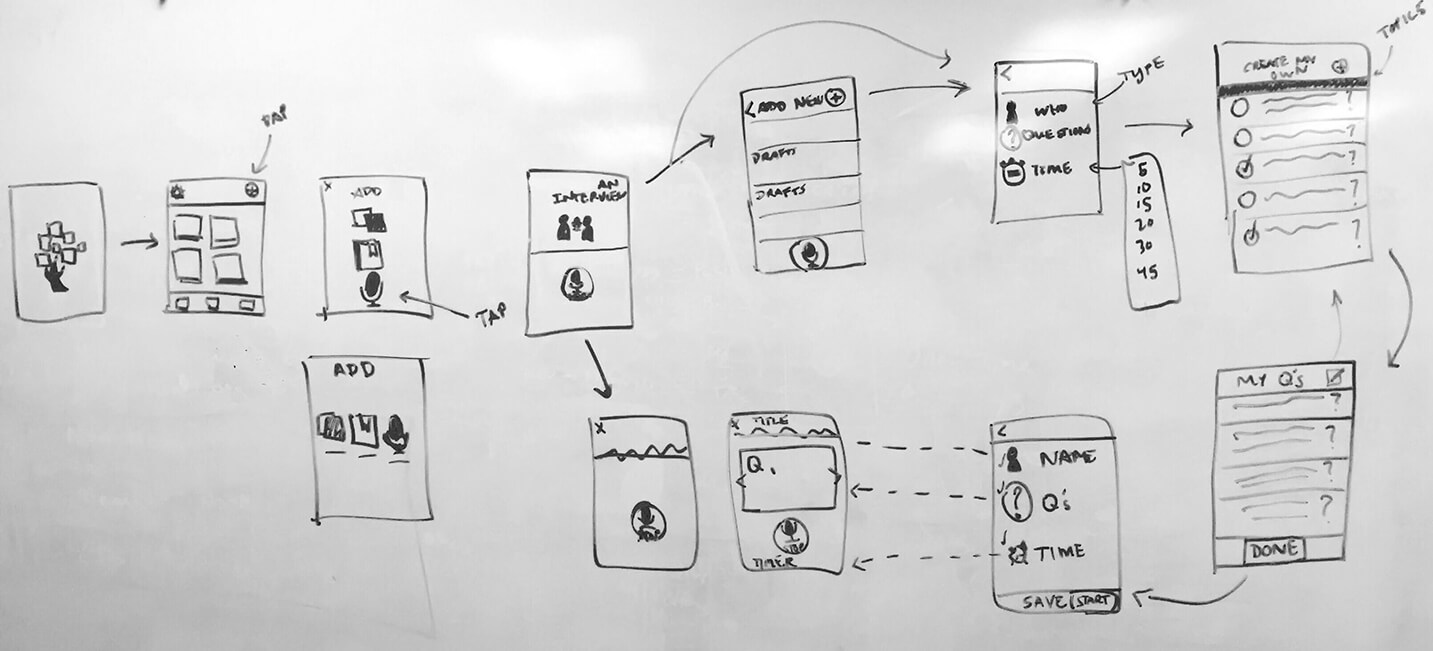 TAP
X ADD
TAP
ADD
AN
INTERVIEW
< ADD NEW +
DRAFTS
DRAFTS
<
TYPE
WHO
? QUESTIONS
TIME
5
10
15
20
30
45
TOPICS
CREATE MY
OWN +
?
?
?
?
?
MY Q's
?
?
?
?
DONE
<
NAME
? Q's
TIME
SAVE START
X TITLE
< Q. >
TIMER
X